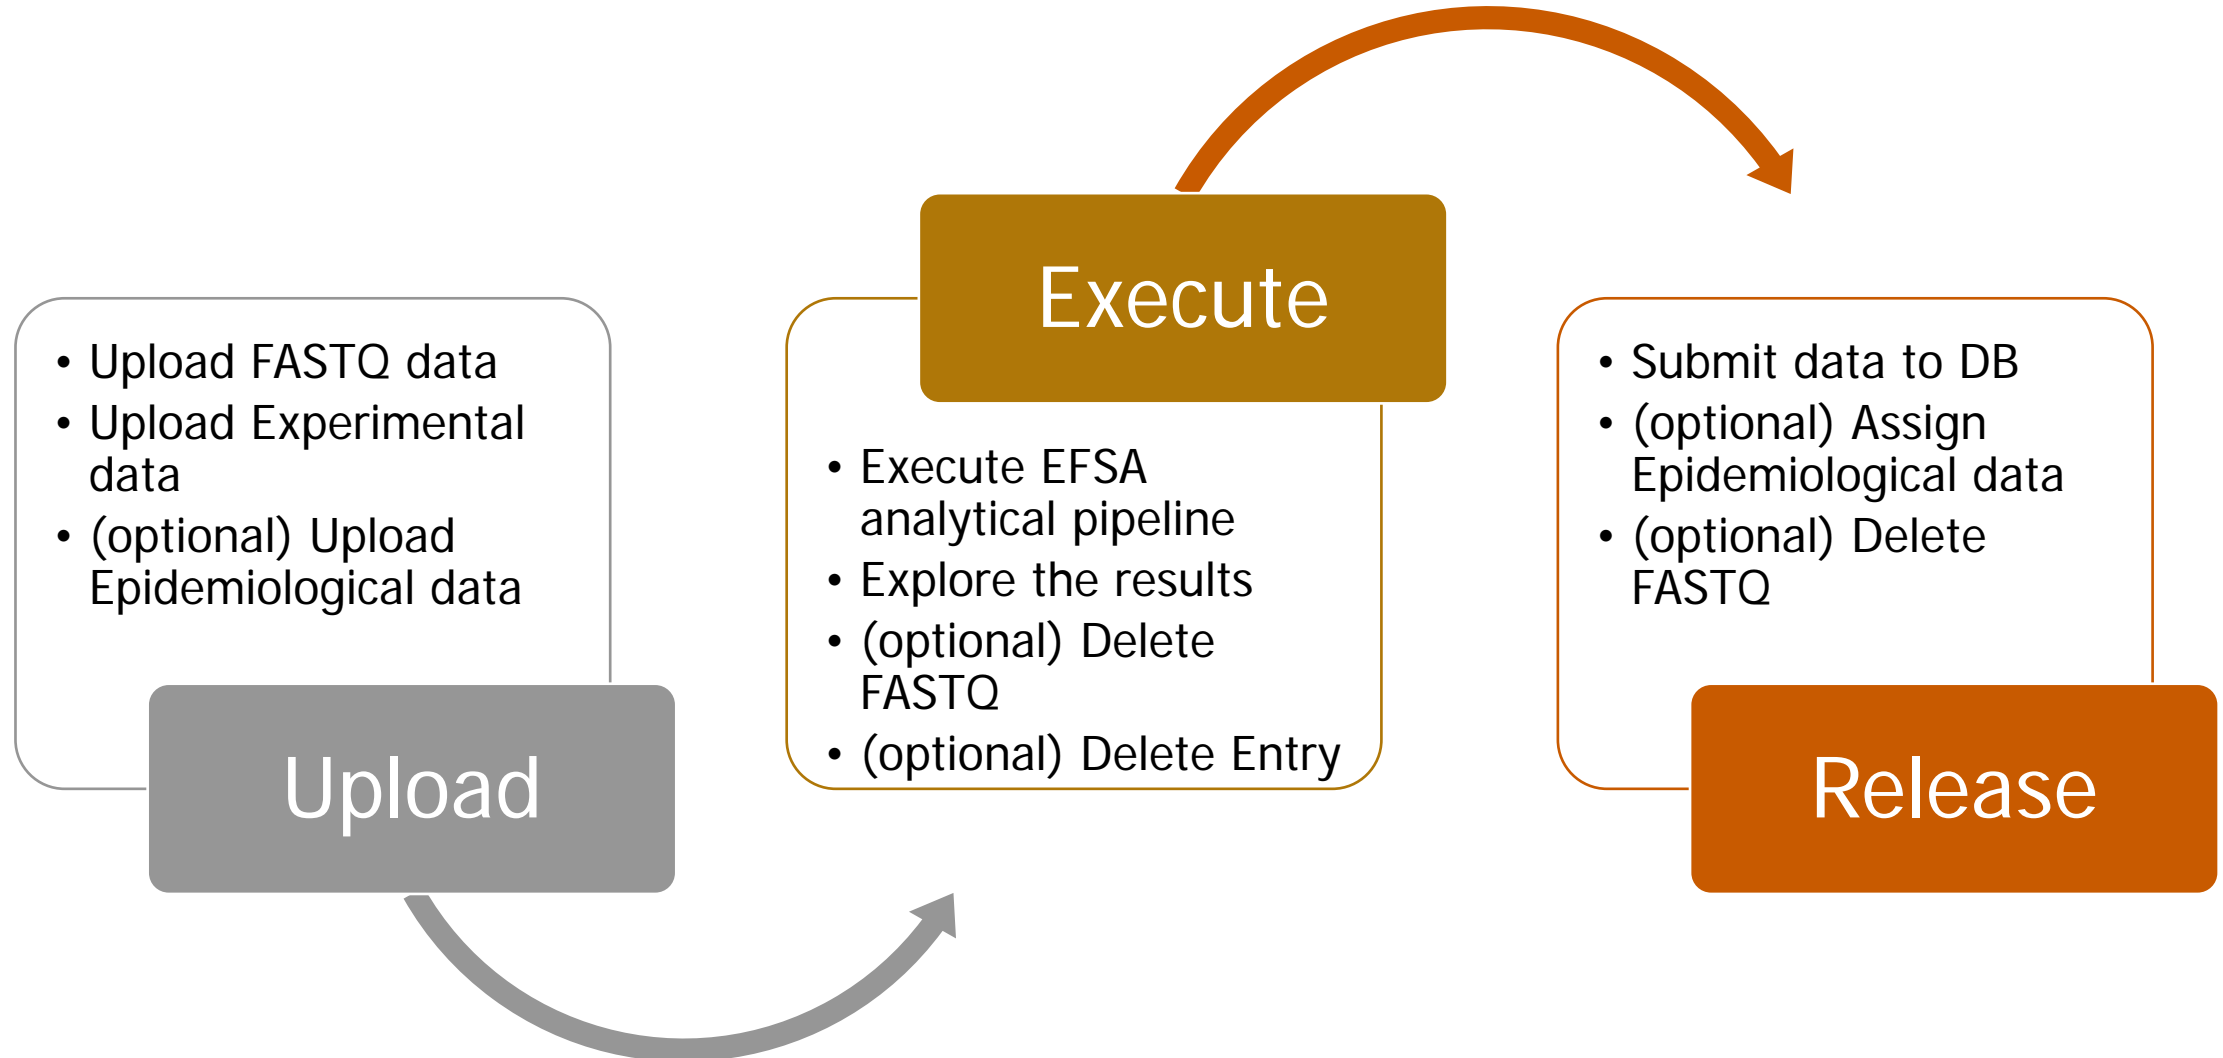 • Upload FASTQ data
• Upload Experimental
data
• (optional) Upload
Epidemiological data
Upload
Execute
• Execute EFSA
analytical pipeline
• Explore the results
• (optional) Delete
FASTQ
• (optional) Delete Entry
• Submit data to DB
• (optional) Assign
Epidemiological data
• (optional) Delete
FASTQ
Release